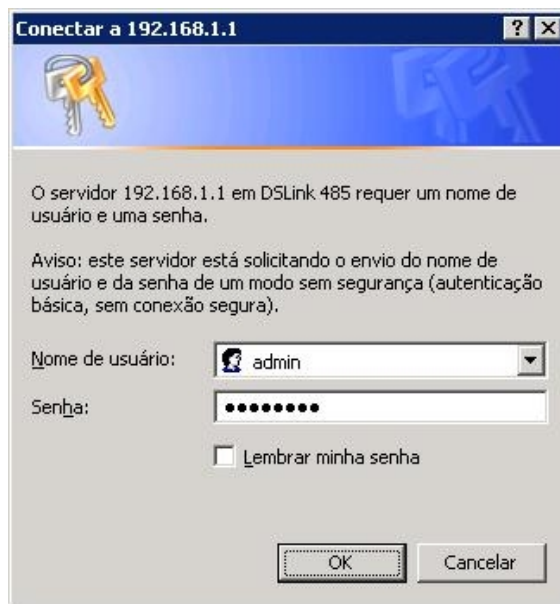 Conectar a 192.168.1.1
?
O servidor 192.168.1.1 em DSLink 485 requer um nome de
usuário e uma senha.
Aviso: este servidor está solicitando o envio do nome de
usuário e da senha de um modo sem segurança (autenticação
básica, sem conexão segura).
Nome de usuário: admin
Senha: ●●●●●●●●
Lembrar minha senha
OK Cancelar